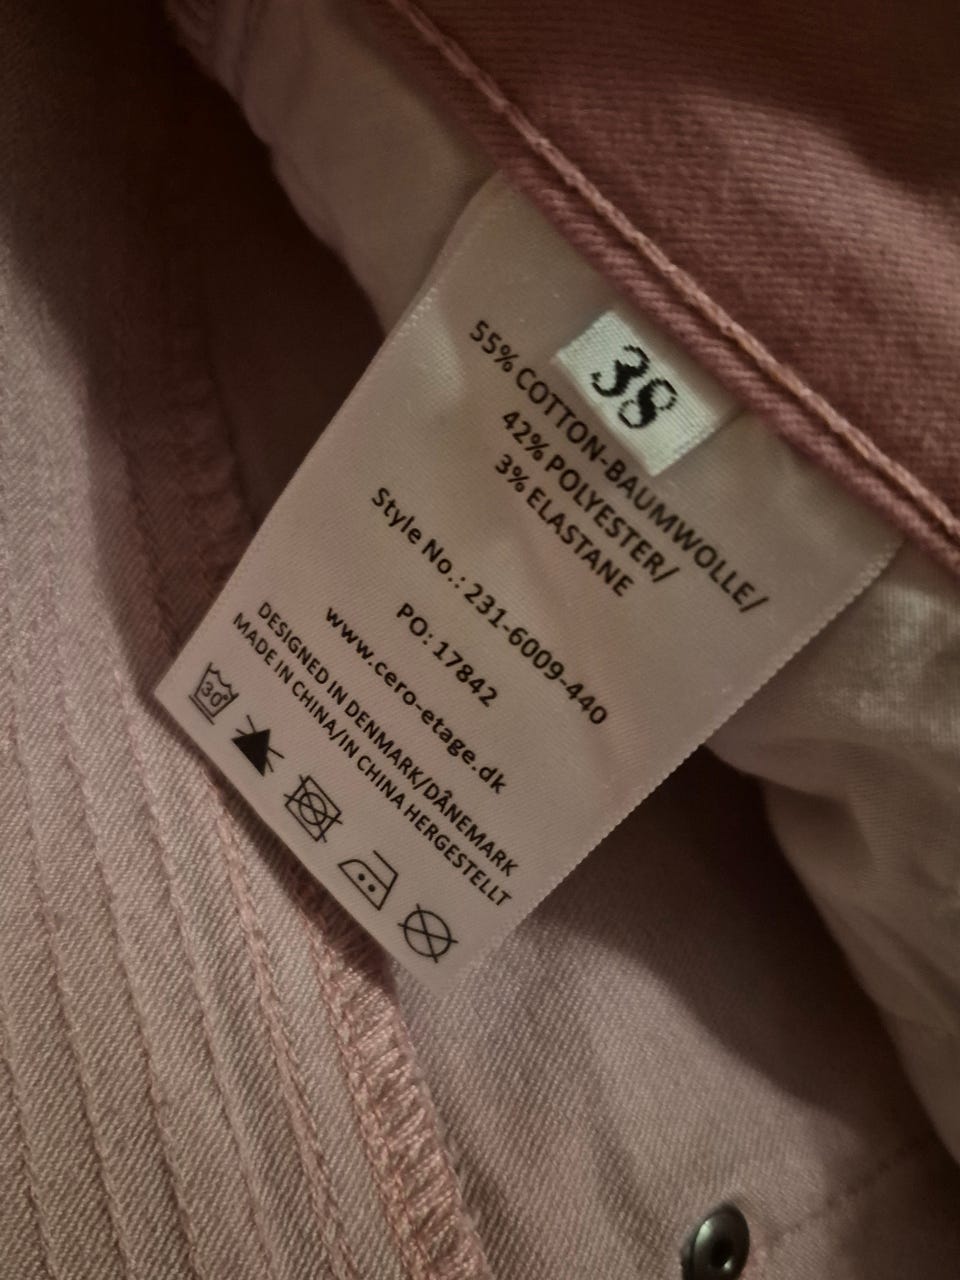 38
55% COTTON-BAUMWOLLE/
42% POLYESTER/
3% ELASTANE
Style No.: 231-6009-440
PO: 17842
www.cero-etage.dk
DESIGNED IN DENMARK/DÂNEMARK
MADE IN CHINA/IN CHINA HERGESTELLT
30°